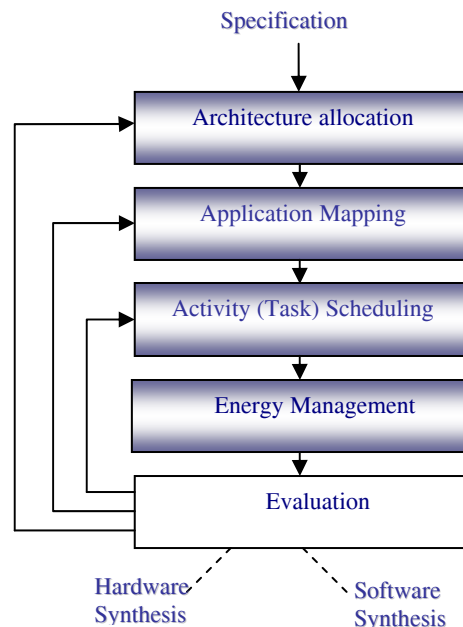 Specification
Architecture allocation
Application Mapping
Activity (Task) Scheduling
Energy Management
Evaluation
Hardware
Synthesis
Software
Synthesis